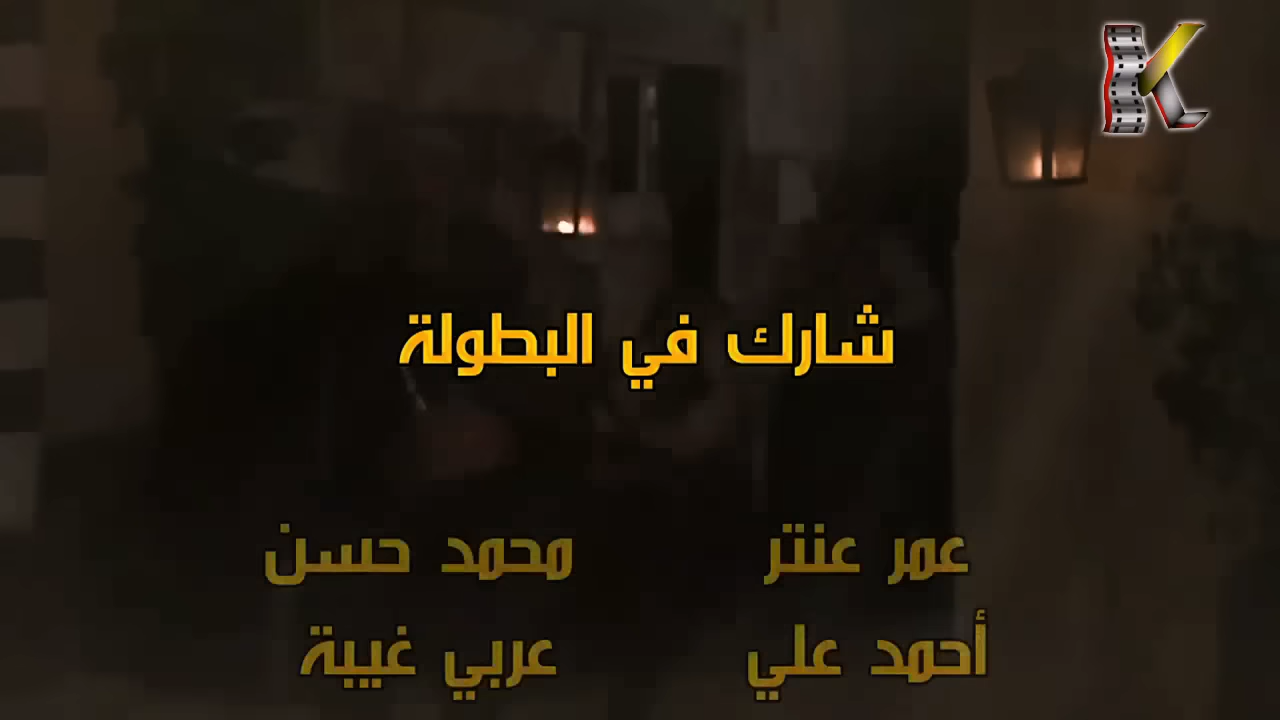 شارك في البطولة
عمر عنتر محمد حسن
أحمد علي عربي غيبة